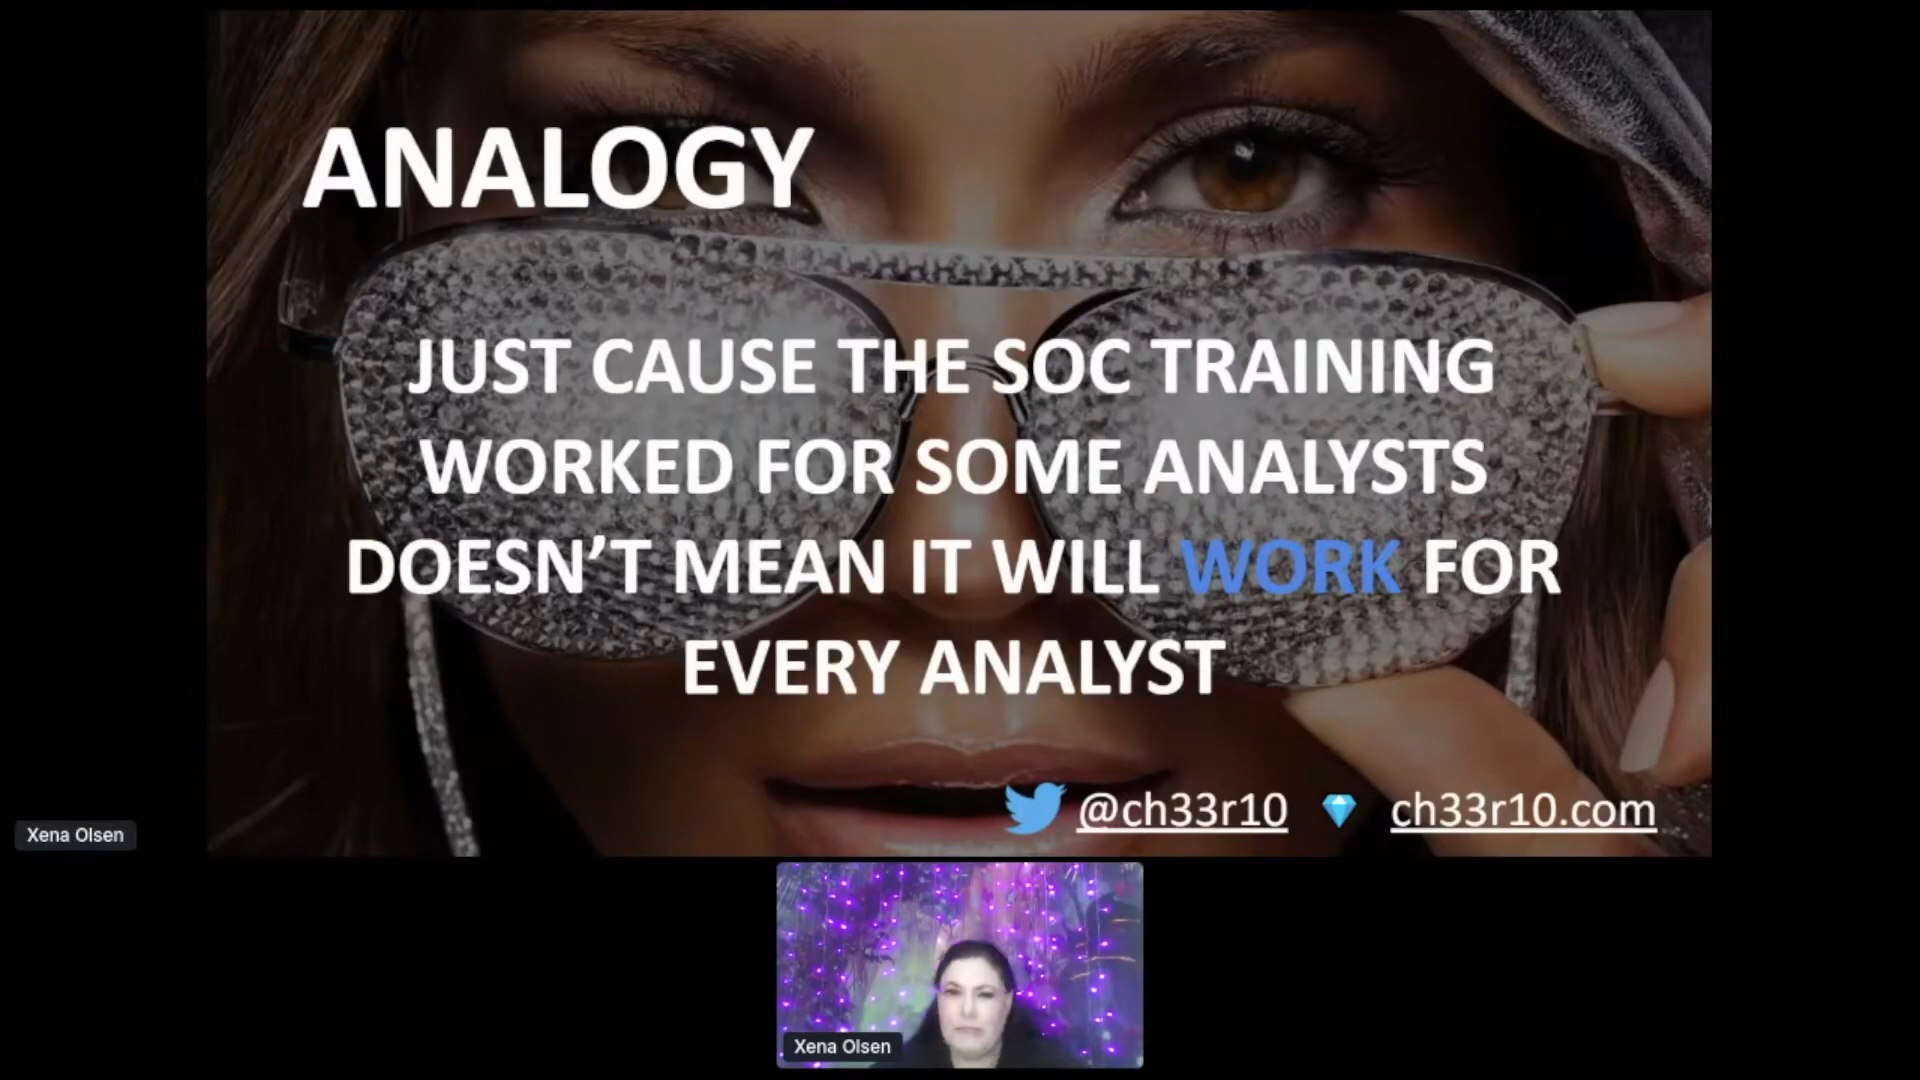 ANALOGY
JUST CAUSE THE SOC TRAINING
WORKED FOR SOME ANALYSTS
DOESN’T MEAN IT WILL WORK FOR
EVERY ANALYST
@ch33r10 ch33r10.com
Xena Olsen
Xena Olsen